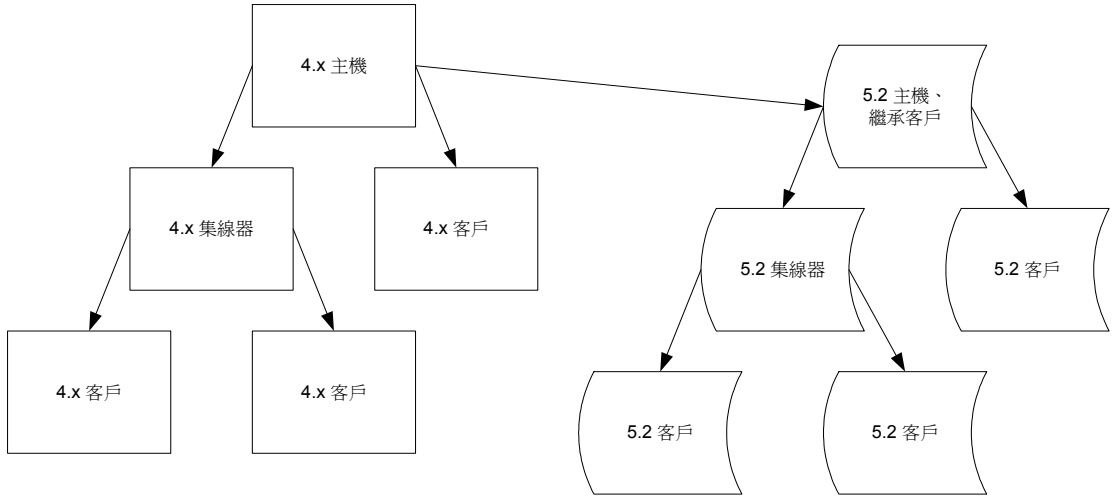 4.x 主機
5.2 主機、
繼承客戶
4.x 集線器
4.x 客戶
5.2 集線器
5.2 客戶
4.x 客戶
4.x 客戶
5.2 客戶
5.2 客戶